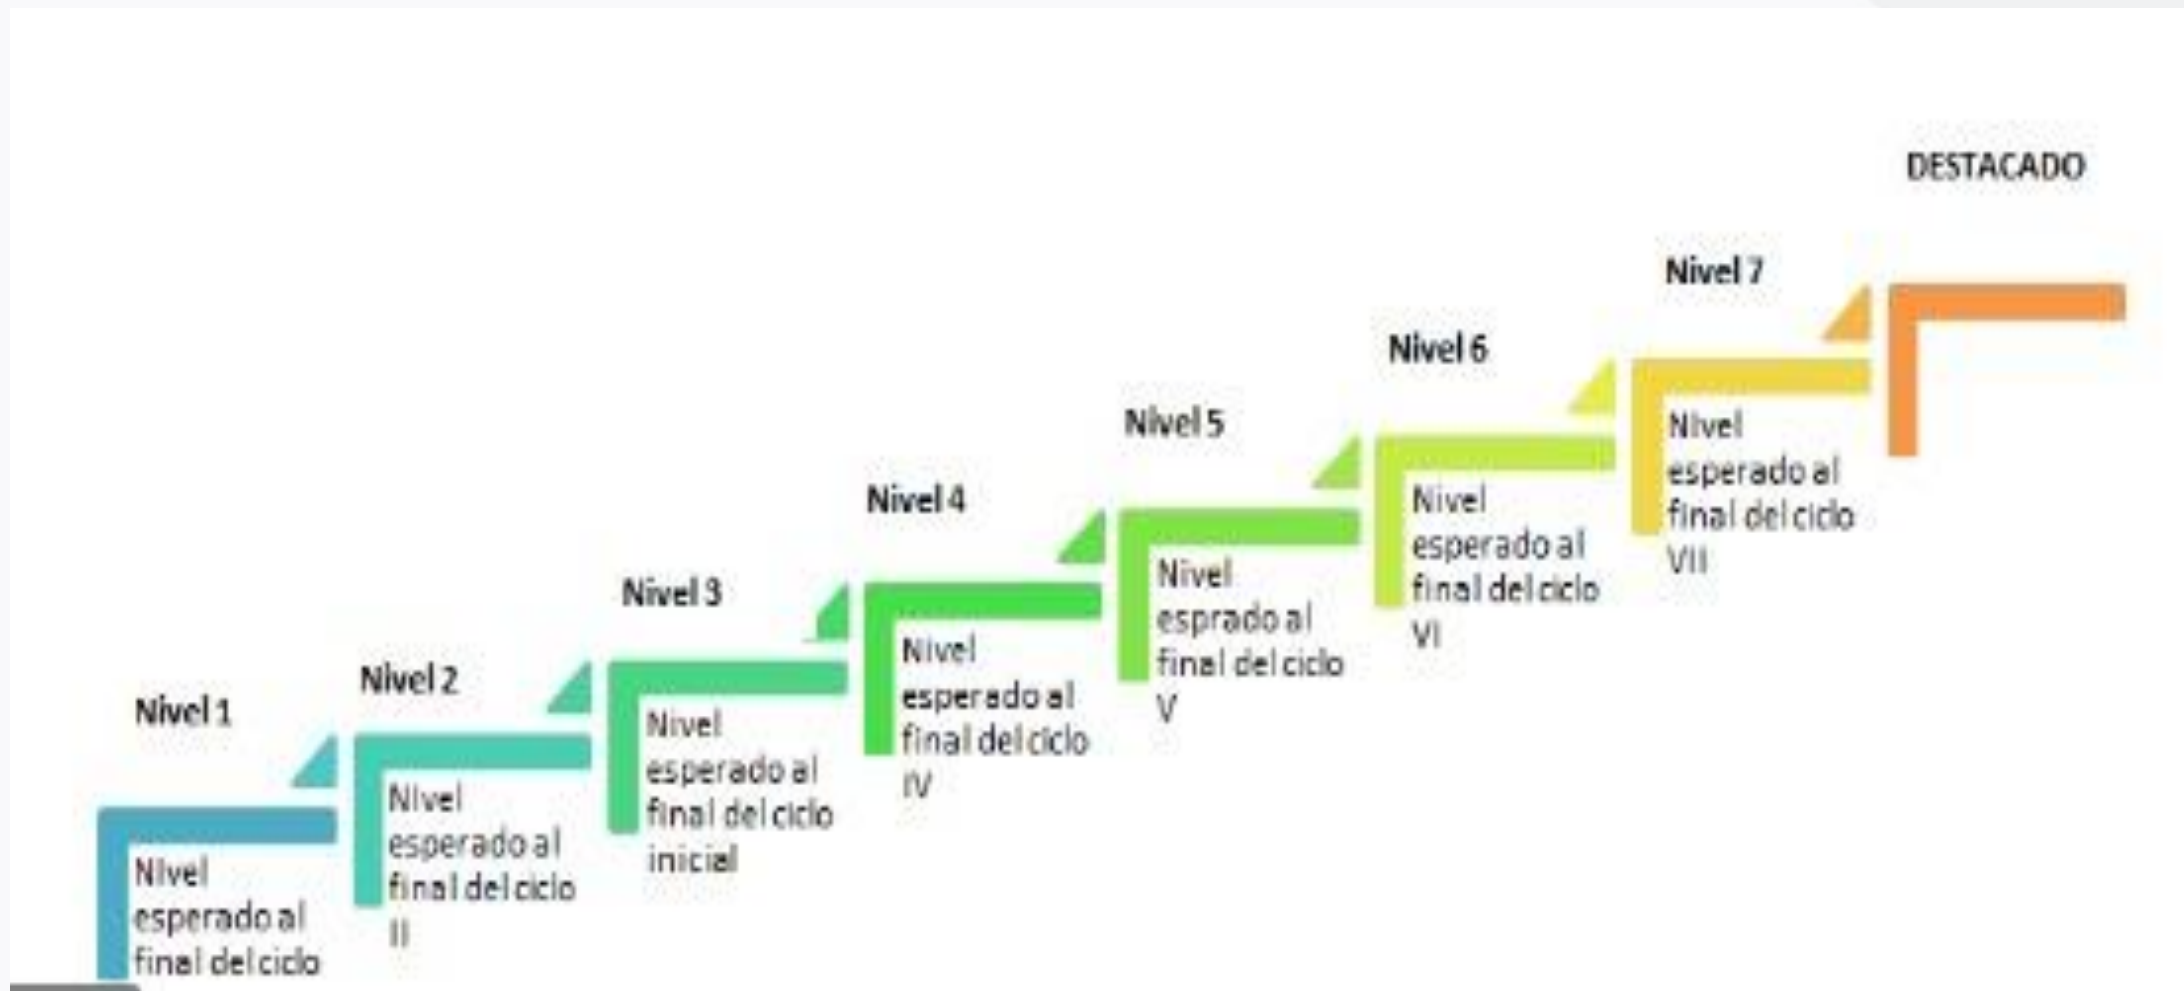 DESTACADO
Nivel 7
Nivel
esperado al
final del ciclo
VII
Nivel 6
Nivel
esperado al
final del ciclo
VI
Nivel 5
Nivel
esprado al
final del ciclo
V
Nivel 4
Nivel
esperado al
final del ciclo
IV
Nivel 3
Nivel
esperado al
final del ciclo
inicial
Nivel 2
Nivel
esperado al
final del ciclo
II
Nivel 1
Nivel
esperado al
final del ciclo